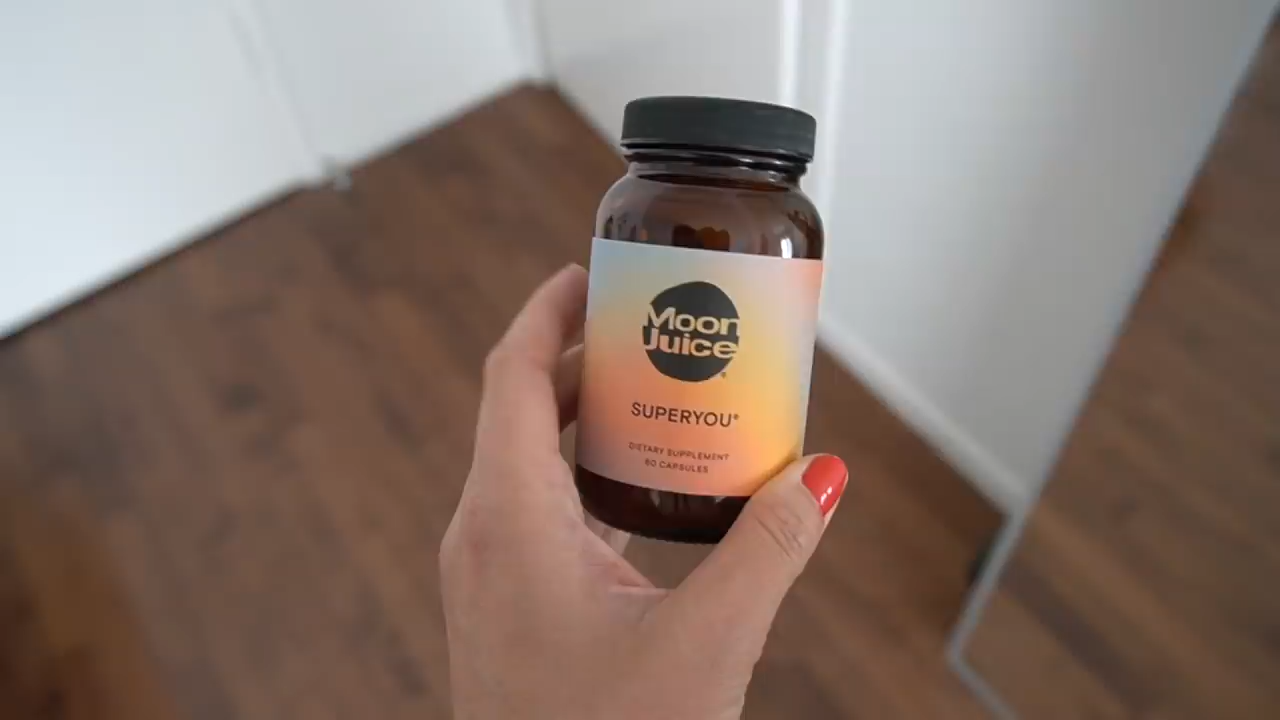 Moon
Juice
SUPERYOU®
DIETARY SUPPLEMENT
60 CAPSULES